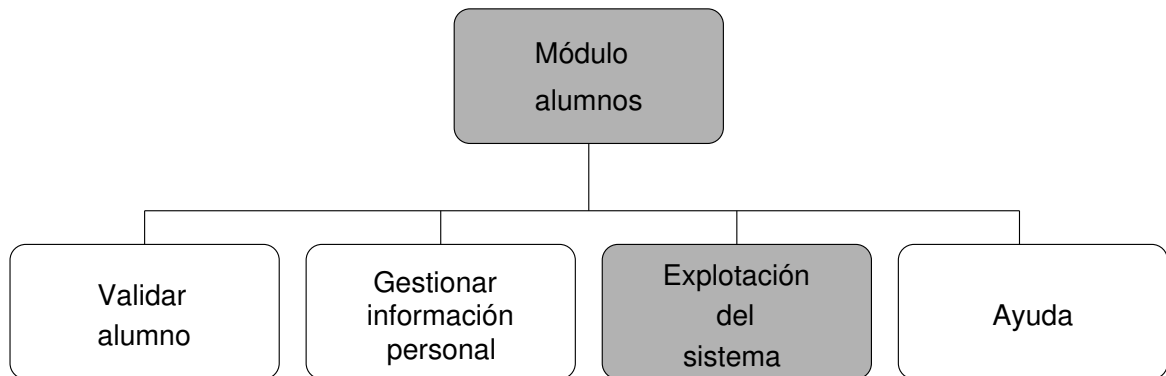 Módulo
alumnos
Validar
alumno
Gestionar
información
personal
Explotación
del
sistema
Ayuda